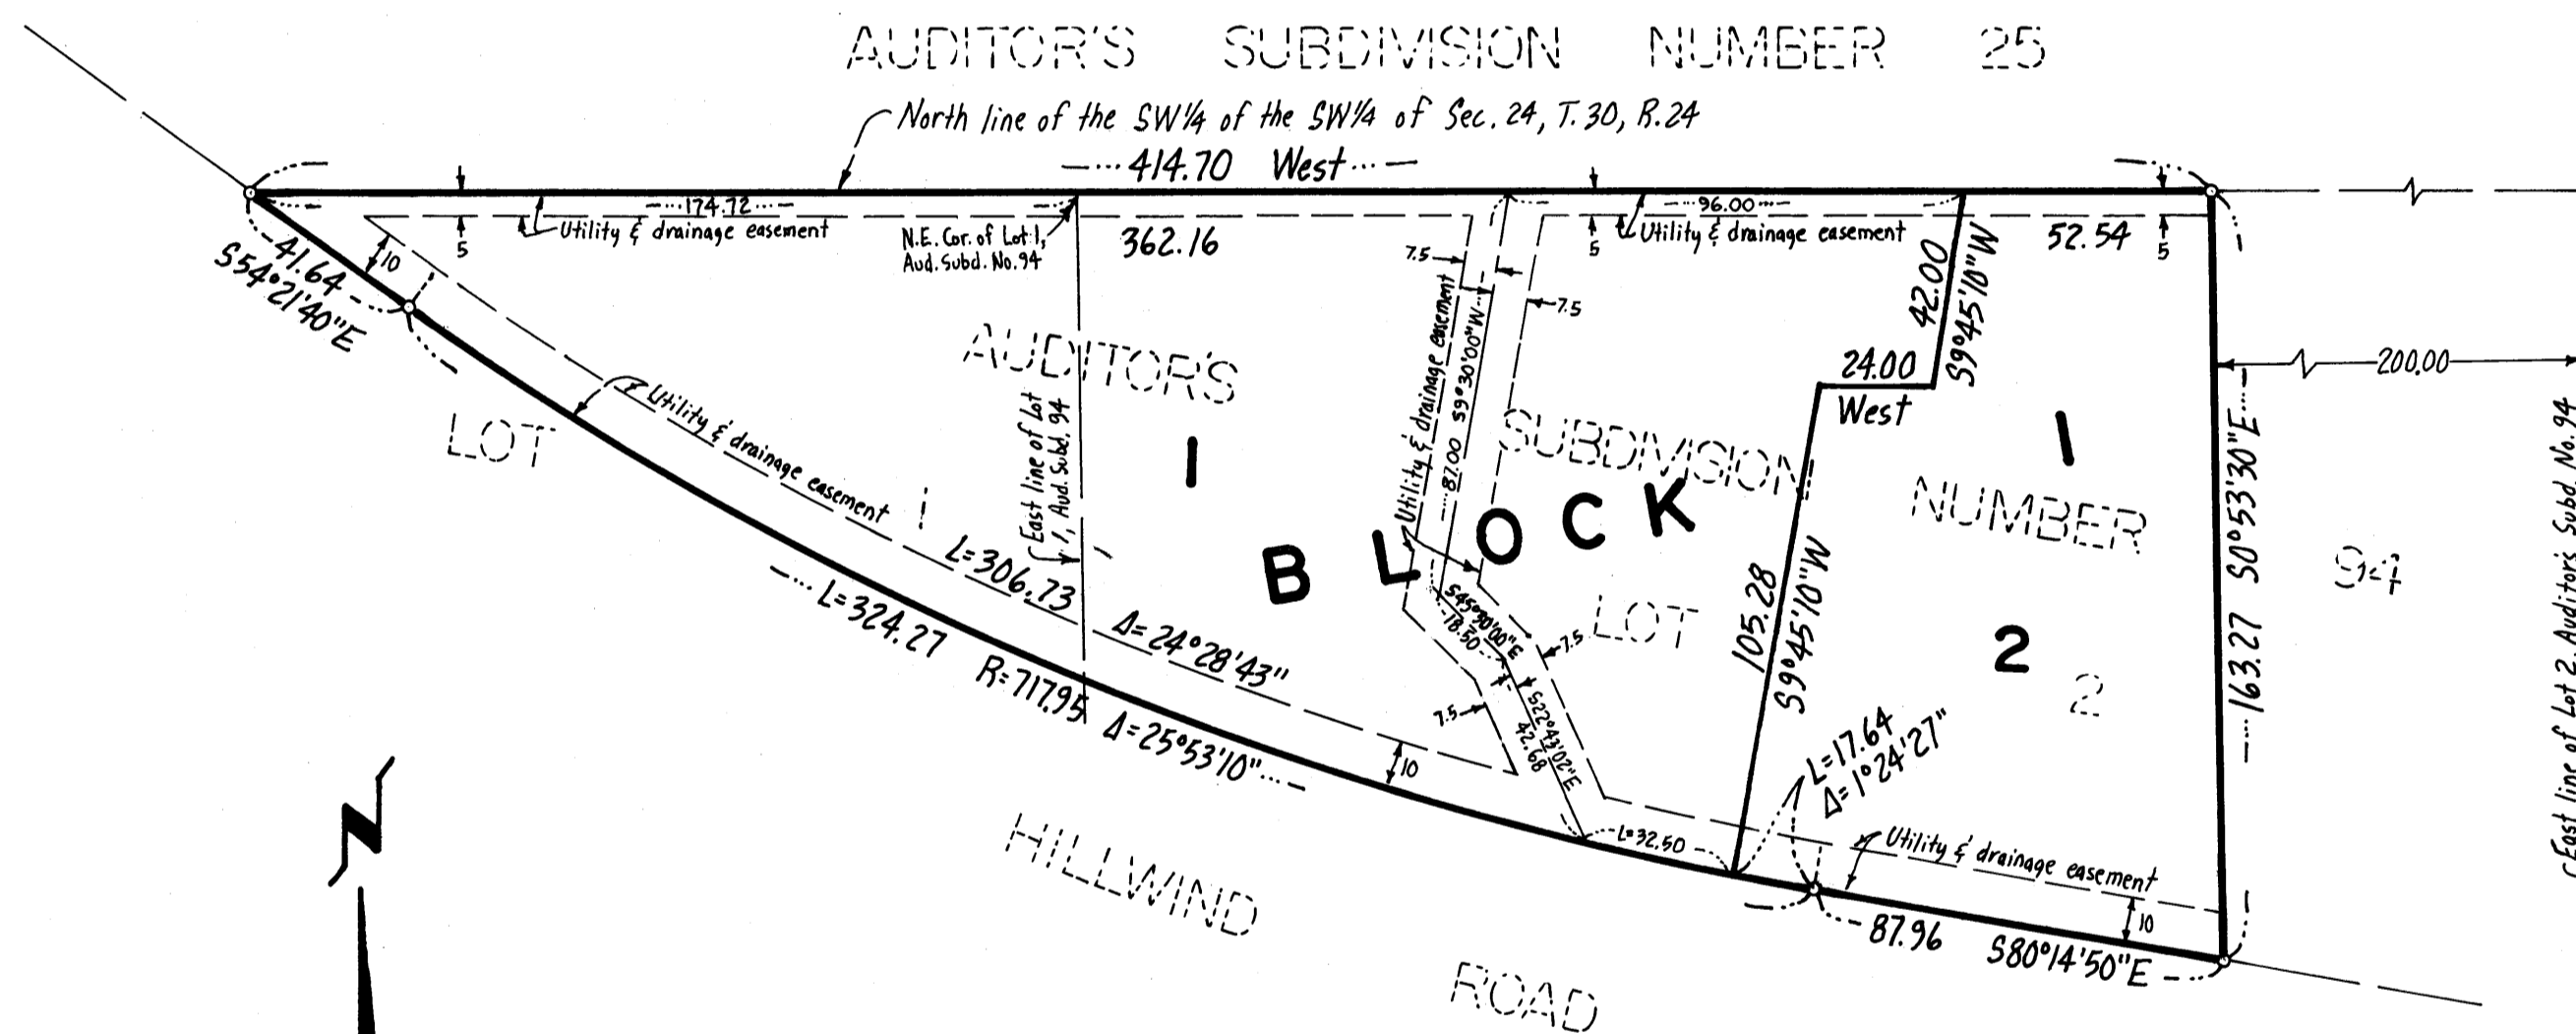 AUDITOR'S SUBDIVISION NUMBER 25
North line of the SW¼ of the SW¼ of Sec. 24, T. 30, R. 24
414.70 West
174.72
Utility & drainage easement
5
N.E. Cor. of Lot 1,
Aud. Subd. No. 94
362.16
96.00
Utility & drainage easement
5
52.54
5
41.64
S54°21'40"E
10
7.5
7.5
Utility & drainage easement
87.00 S9°30'00"W
42.00
S9°45'10"W
24.00
West
200.00
AUDITOR'S
SUBDIVISION
NUMBER
94
LOT
1
Utility & drainage easement
East line of Lot
1, Aud. Subd. 94
1
BLOCK
1
LOT
2
2
S45°30'00"E
18.50
7.5
7.5
S22°43'02"E
42.68
105.28
S9°45'10"W
163.27 S0°53'30"E
East line of Lot 2, Auditor's Subd. No. 94
L=306.73 Δ=24°28'43"
L=324.27 R=717.95 Δ=25°53'10"
10
L=32.50
L=17.64
Δ=1°24'27"
Utility & drainage easement
10
87.96 S80°14'50"E
N
HILLWIND
ROAD